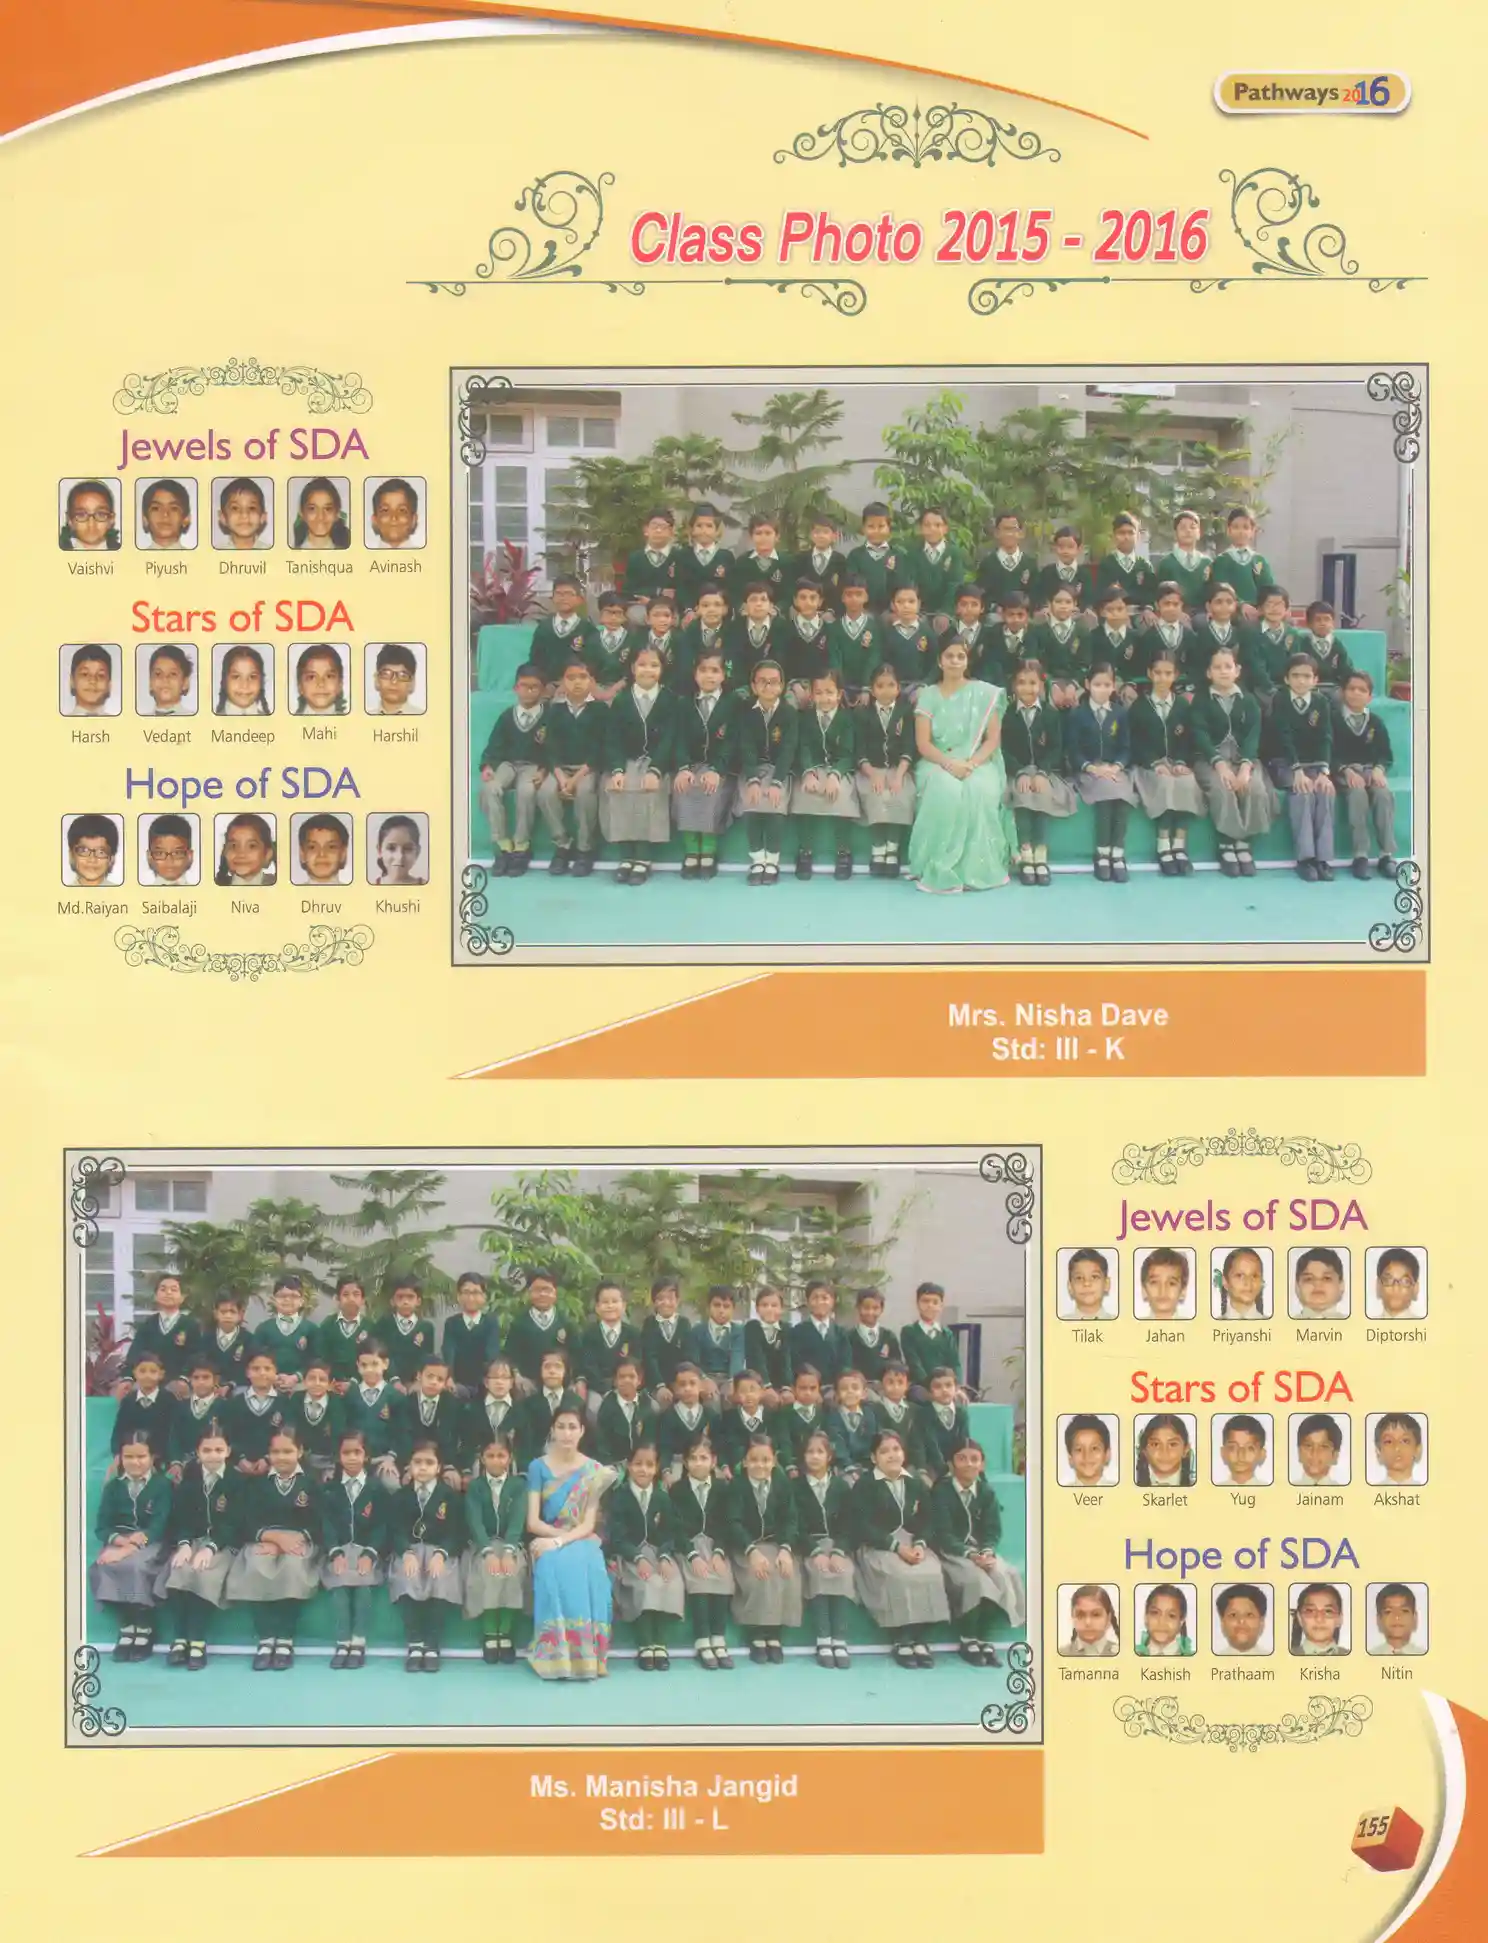 Pathways 2016
Class Photo 2015 - 2016
Jewels of SDA
Vaishvi Piyush Dhruvil Tanishqua Avinash
Stars of SDA
Harsh Vedant Mandeep Mahi Harshil
Hope of SDA
Md.Raiyan Saibalaji Niva Dhruv Khushi
Mrs. Nisha Dave
Std: III - K
Jewels of SDA
Tilak Jahan Priyanshi Marvin Diptorshi
Stars of SDA
Veer Skarlet Yug Jainam Akshat
Hope of SDA
Tamanna Kashish Prathaam Krisha Nitin
Ms. Manisha Jangid
Std: III - L
155